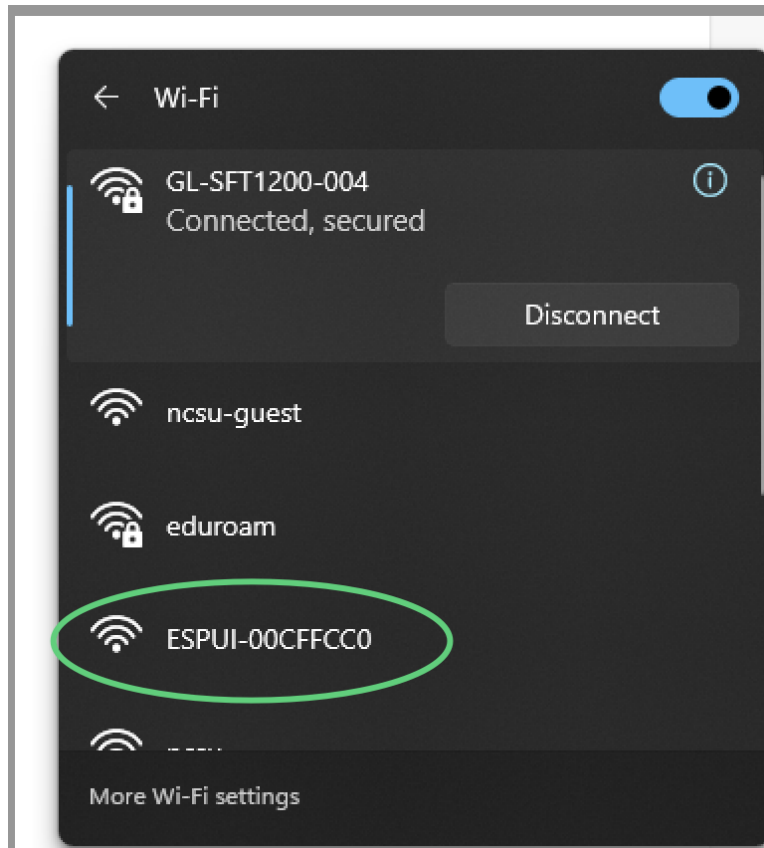 Wi-Fi
GL-SFT1200-004
Connected, secured
Disconnect
ncsu-guest
eduroam
ESPUI-00CFFCC0
More Wi-Fi settings